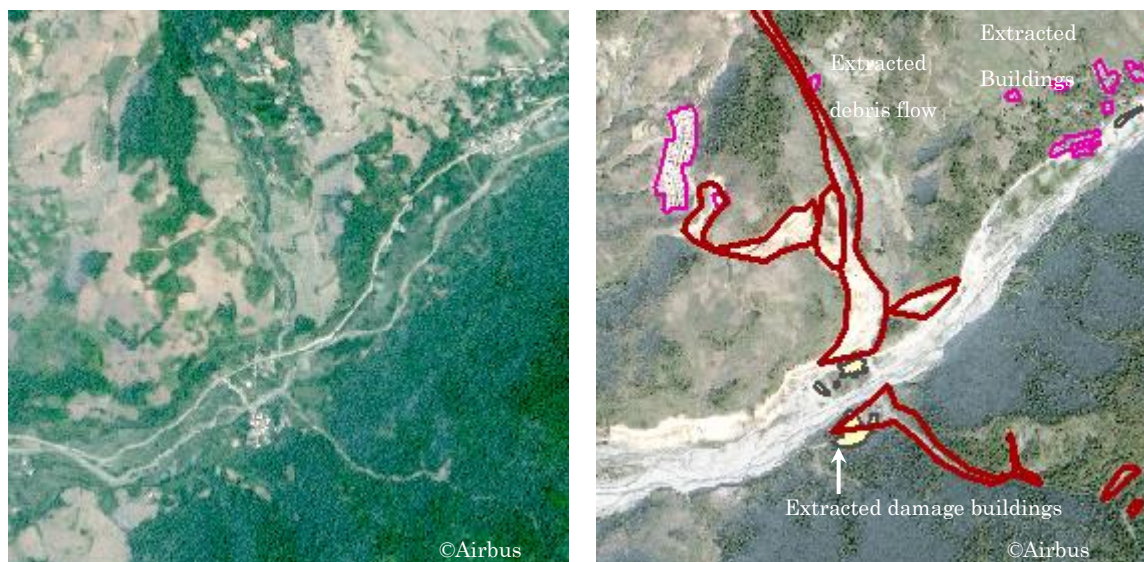 Extracted
Buildings
Extracted
debris flow
Extracted damage buildings
©Airbus
©Airbus